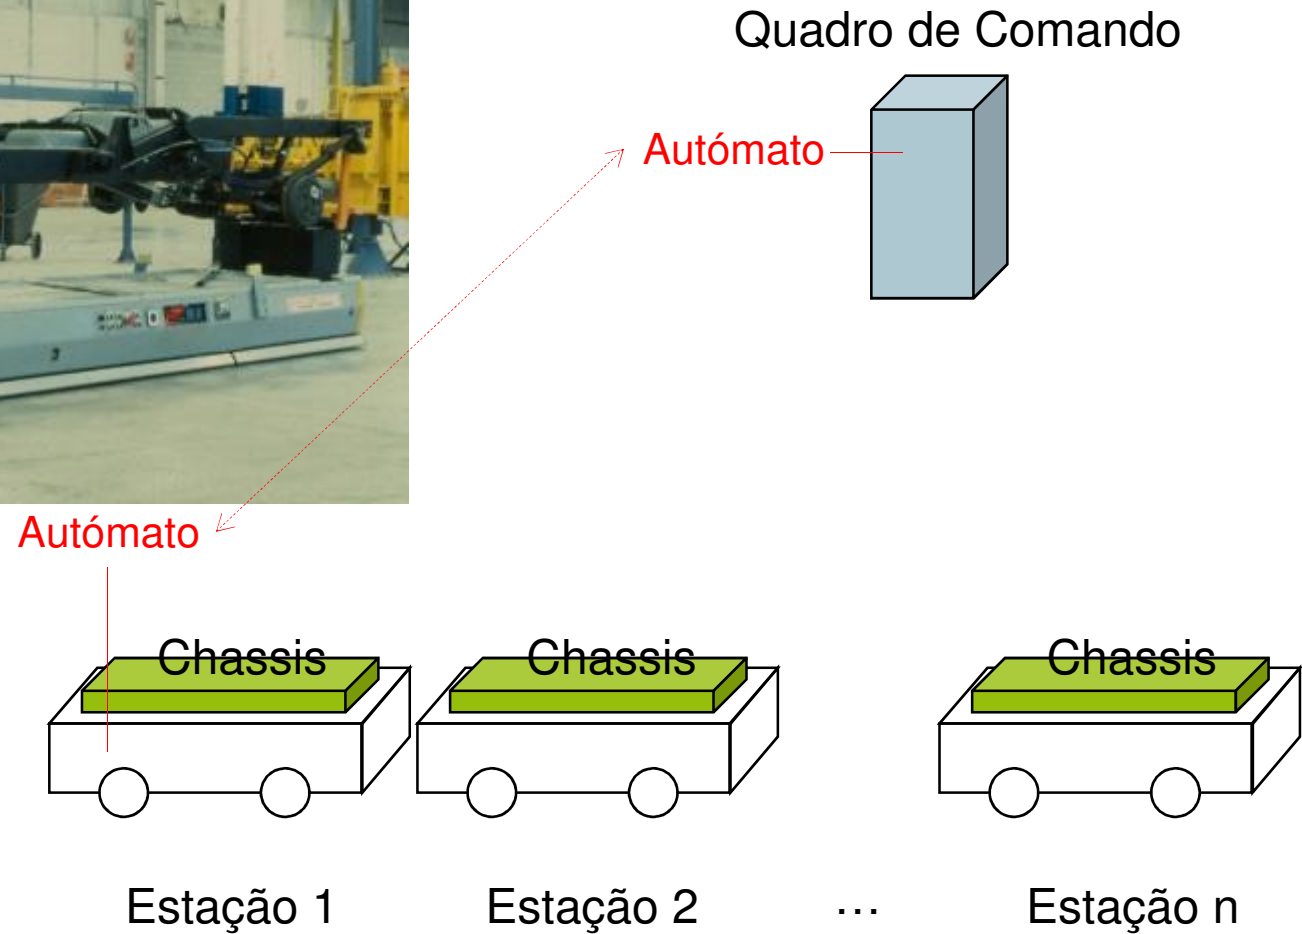 Quadro de Comando
Autómato
Autómato
Chassis Chassis Chassis
Estação 1 Estação 2 ... Estação n